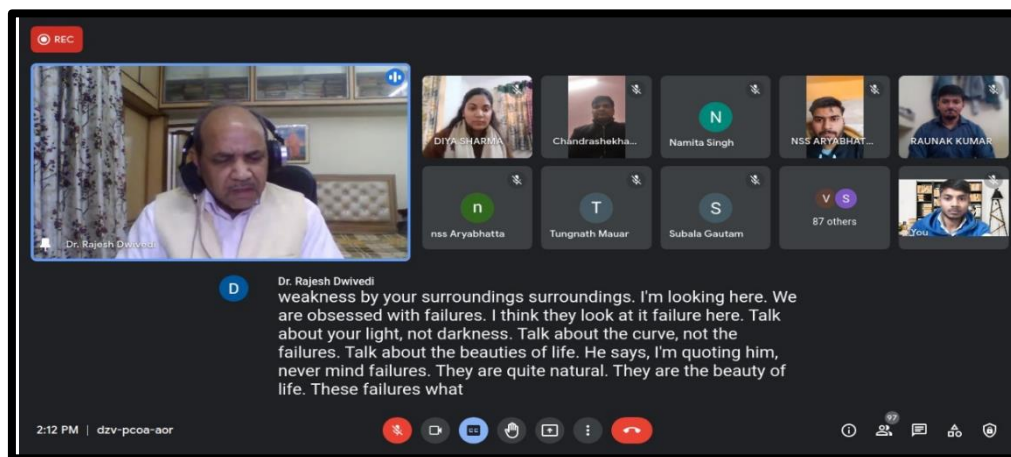 REC
DIYA SHARMA
Chandrashekha...
N
Namita Singh
NSS ARYABHAT...
RAUNAK KUMAR
Dr. Rajesh Dwivedi
n
nss Aryabhatta
T
Tungnath Mauar
S
Subala Gautam
V S
87 others
You
D
Dr. Rajesh Dwivedi
weakness by your surroundings surroundings. I'm looking here. We
are obsessed with failures. I think they look at it failure here. Talk
about your light, not darkness. Talk about the curve, not the
failures. Talk about the beauties of life. He says, I'm quoting him,
never mind failures. They are quite natural. They are the beauty of
life. These failures what
2:12 PM | dzv-pcoa-aor
CC
97